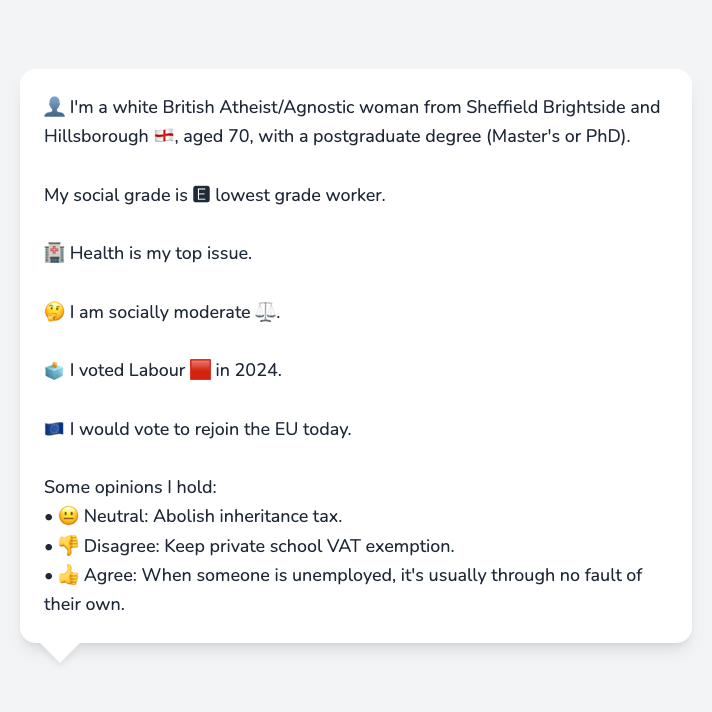 👤 I'm a white British Atheist/Agnostic woman from Sheffield Brightside and
Hillsborough 🏴󠁧󠁢󠁥󠁮󠁧󠁿, aged 70, with a postgraduate degree (Master's or PhD).
My social grade is 🅴 lowest grade worker.
🏥 Health is my top issue.
🤔 I am socially moderate ⚖️.
🗳️ I voted Labour 🟥 in 2024.
🇪🇺 I would vote to rejoin the EU today.
Some opinions I hold:
• 😐 Neutral: Abolish inheritance tax.
• 👎 Disagree: Keep private school VAT exemption.
• 👍 Agree: When someone is unemployed, it's usually through no fault of
their own.